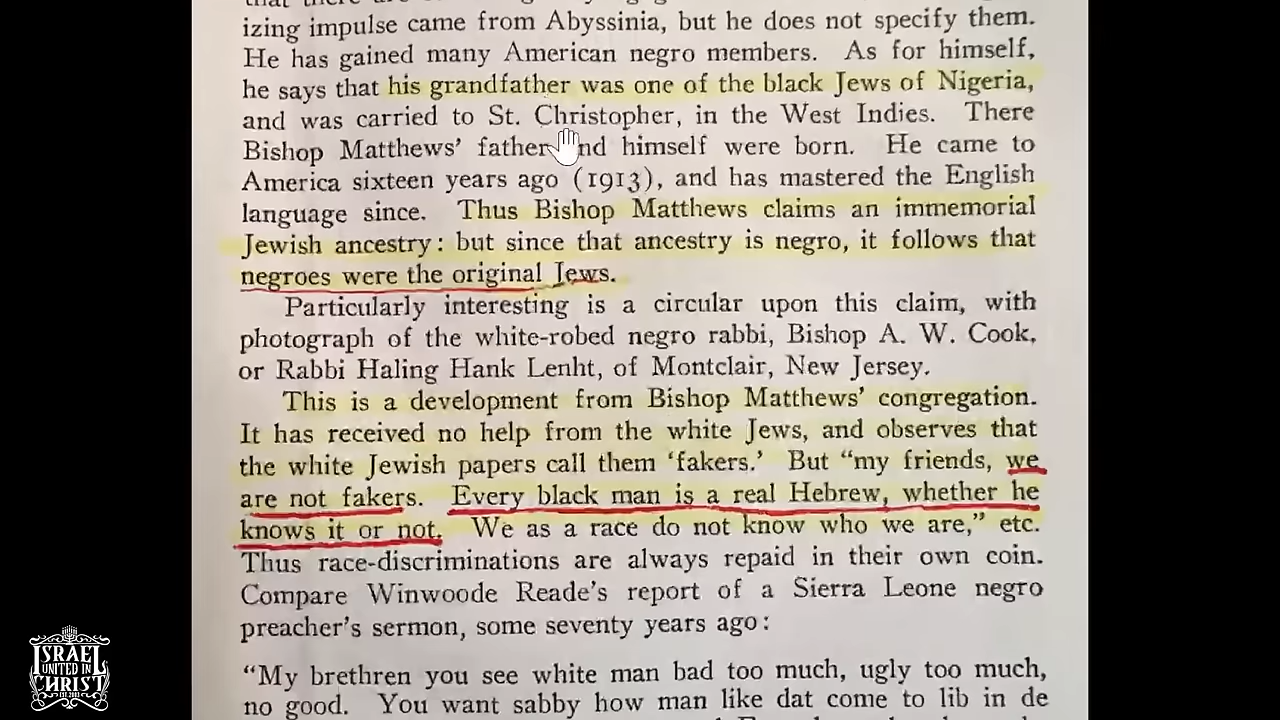 izing impulse came from Abyssinia, but he does not specify them.
He has gained many American negro members. As for himself,
he says that his grandfather was one of the black Jews of Nigeria,
and was carried to St. Christopher, in the West Indies. There
Bishop Matthews' father and himself were born. He came to
America sixteen years ago (1913), and has mastered the English
language since. Thus Bishop Matthews claims an immemorial
Jewish ancestry: but since that ancestry is negro, it follows that
negroes were the original Jews.
Particularly interesting is a circular upon this claim, with
photograph of the white-robed negro rabbi, Bishop A. W. Cook,
or Rabbi Haling Hank Lenht, of Montclair, New Jersey.
This is a development from Bishop Matthews' congregation.
It has received no help from the white Jews, and observes that
the white Jewish papers call them 'fakers.' But "my friends, we
are not fakers. Every black man is a real Hebrew, whether he
knows it or not. We as a race do not know who we are," etc.
Thus race-discriminations are always repaid in their own coin.
Compare Winwoode Reade's report of a Sierra Leone negro
preacher's sermon, some seventy years ago:
"My brethren you see white man bad too much, ugly too much,
no good. You want sabby how man like dat come to lib in de
ISRAEL
UNITED IN
CHRIST